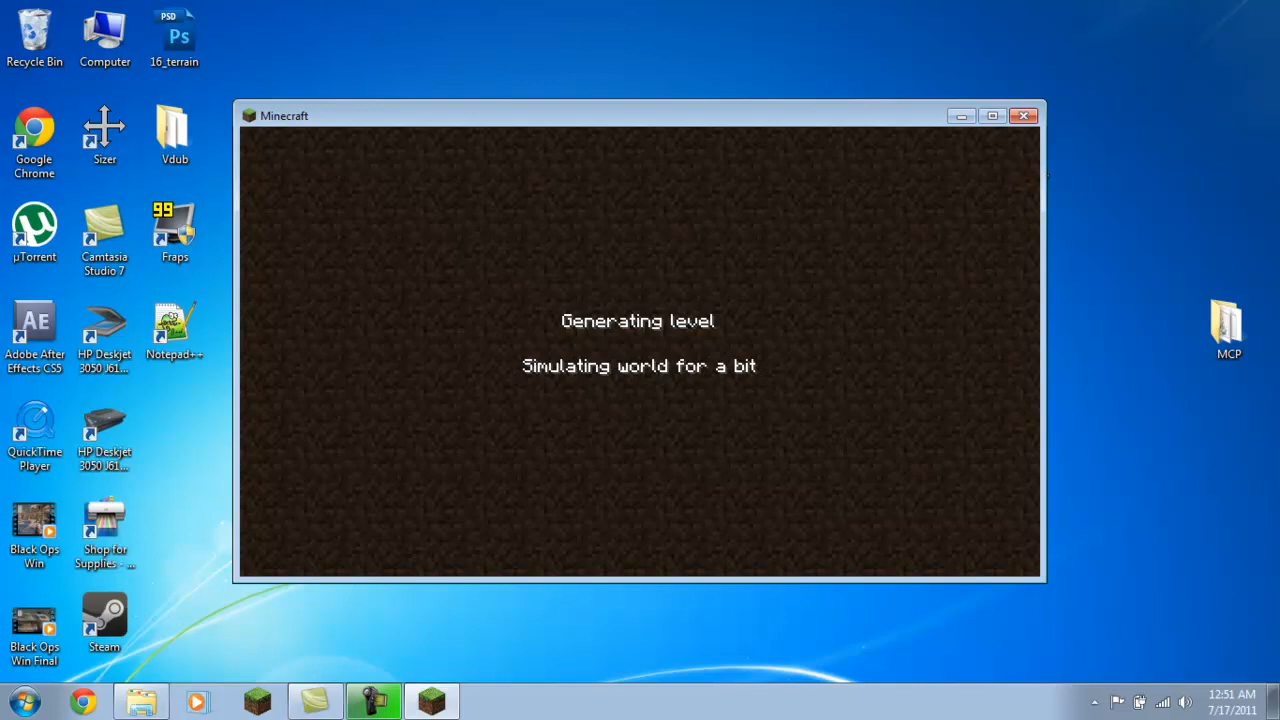 PSD
Ps
Recycle Bin
Computer
16_terrain
Google
Chrome
Sizer
Vdub
99
µTorrent
Camtasia
Studio 7
Fraps
AE
Adobe After
Effects CS5
HP Deskjet
3050 J61...
Notepad++
QuickTime
Player
HP Deskjet
3050 J61...
Black Ops
Win
Shop for
Supplies - ...
Black Ops
Win Final
Steam
Minecraft
Generating level
Simulating world for a bit
MCP
12:51 AM
7/17/2011